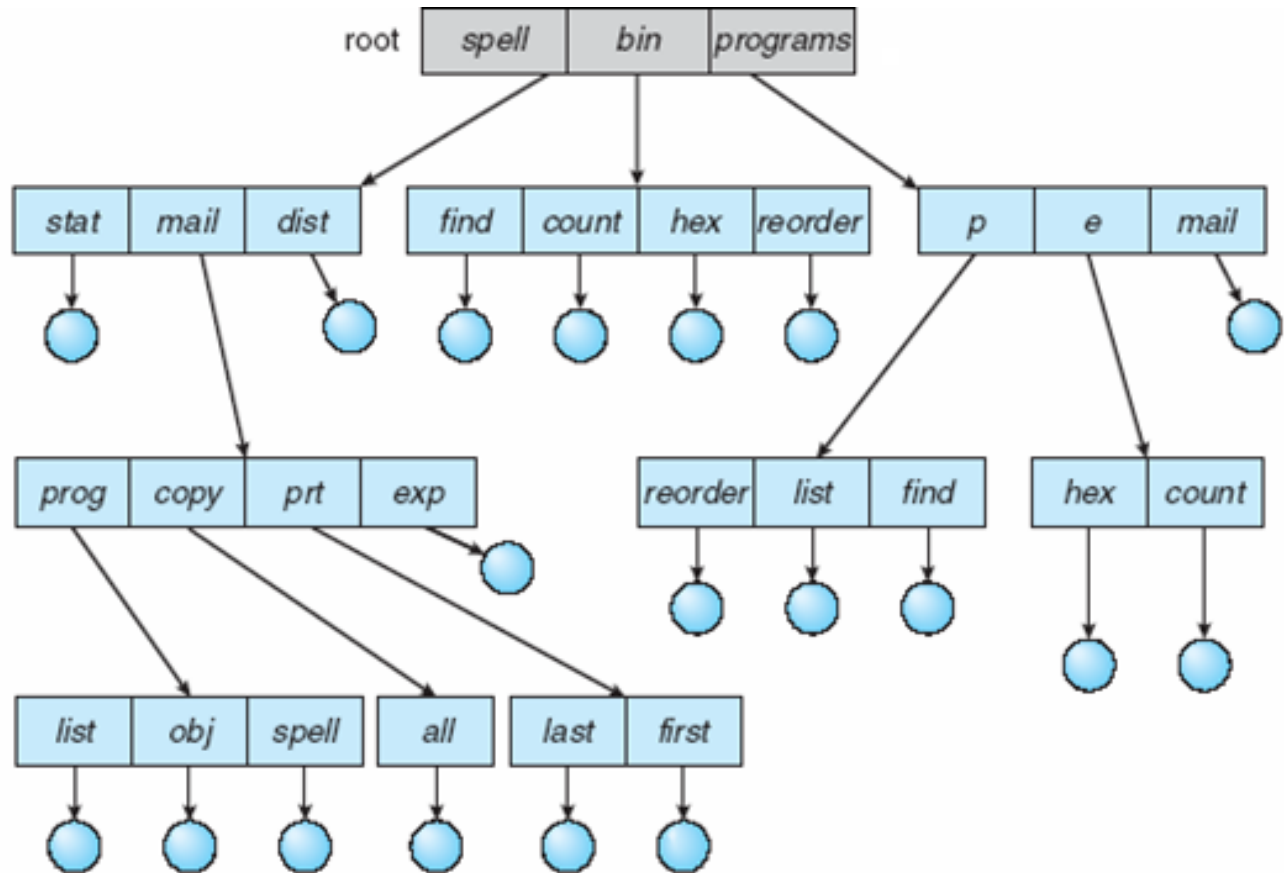 root spell bin programs
stat mail dist find count hex reorder p e mail
prog copy prt exp reorder list find hex count
list obj spell all last first